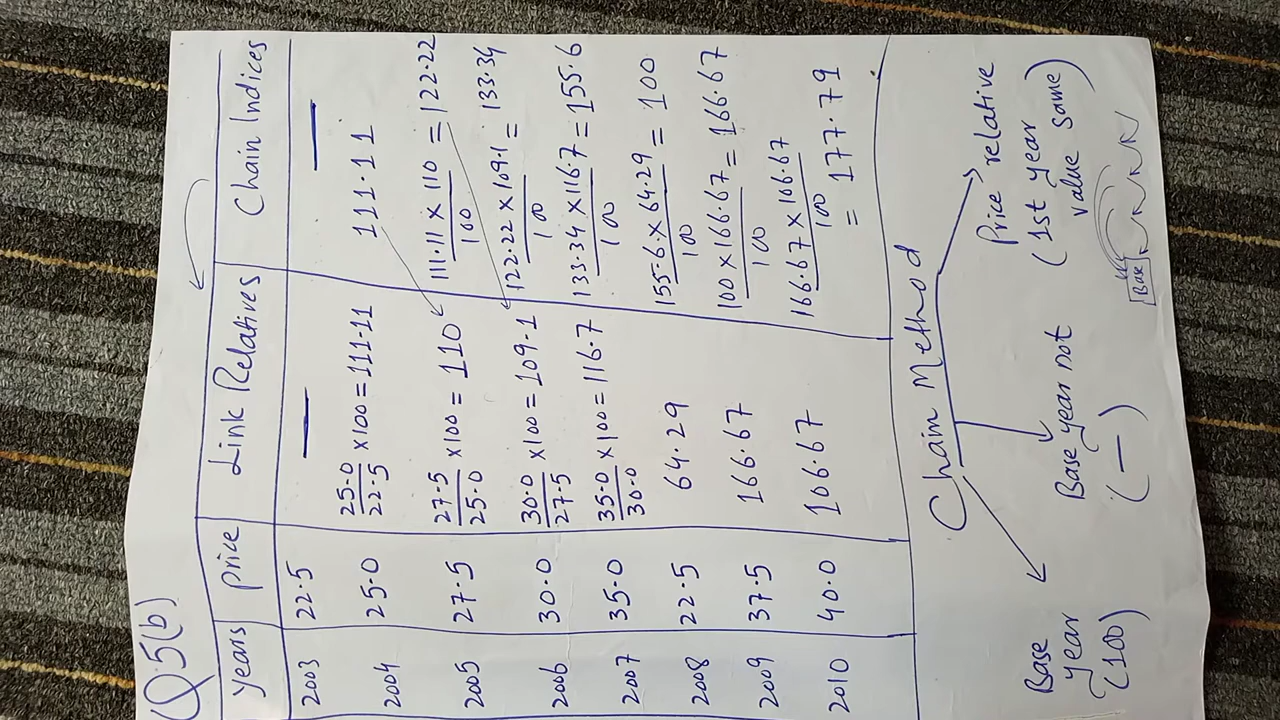 Q 5(b)
Years Price Link Relatives Chain Indices
2003 22.5 — —
2004 25.0 25.0/22.5 × 100 = 111.11 111.11
2005 27.5 27.5/25.0 × 100 = 110 111.11 × 110/100 = 122.22
2006 30.0 30.0/27.5 × 100 = 109.1 122.22 × 109.1/100 = 133.34
2007 35.0 35.0/30.0 × 100 = 116.7 133.34 × 116.7/100 = 155.6
2008 22.5 64.29 155.6 × 64.29/100 = 100
2009 37.5 166.67 100 × 166.67/100 = 166.67
2010 40.0 106.67 166.67 × 106.67/100
= 177.79
Chain Method
Base
year
(100)
Base year not
(—)
Price relative
(1st year
value same)
Base